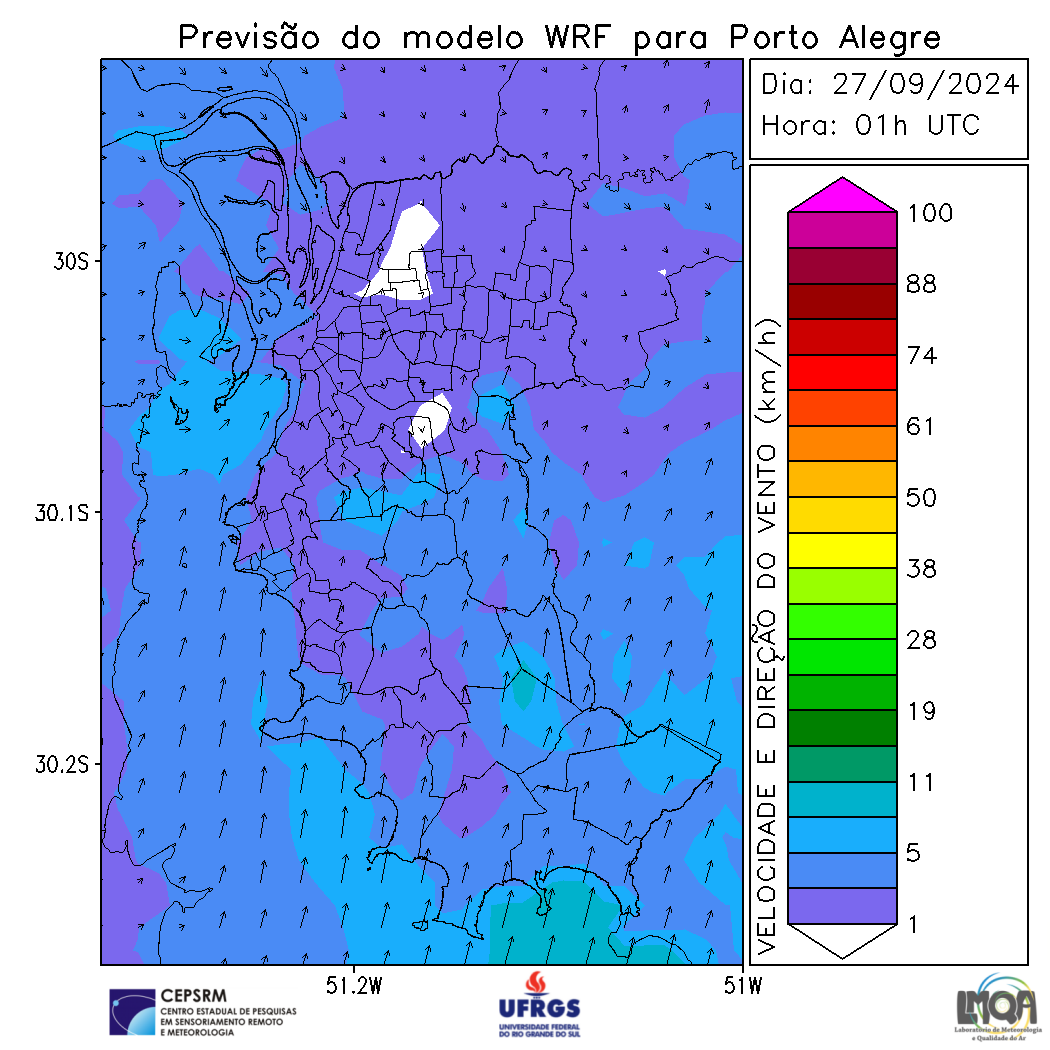 Previsão do modelo WRF para Porto Alegre
Dia: 27/09/2024
Hora: 01h UTC
30S
30.1S
30.2S
51.2W
51W
VELOCIDADE E DIREÇÃO DO VENTO (km/h)
100
88
74
61
50
38
28
19
11
5
1
CEPSRM
CENTRO ESTADUAL DE PESQUISAS
EM SENSORIAMENTO REMOTO
E METEOROLOGIA
UFRGS
UNIVERSIDADE FEDERAL
DO RIO GRANDE DO SUL
LMQA
Laboratório de Meteorologia
e Qualidade do Ar